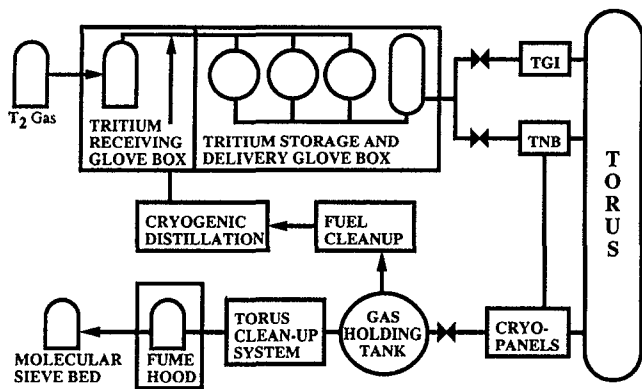 T₂ Gas
TRITIUM
RECEIVING
GLOVE BOX
TRITIUM STORAGE AND
DELIVERY GLOVE BOX
TGI
TNB
TORUS
CRYOGENIC
DISTILLATION
FUEL
CLEANUP
MOLECULAR
SIEVE BED
FUME
HOOD
TORUS
CLEAN-UP
SYSTEM
GAS
HOLDING
TANK
CRYO-
PANELS